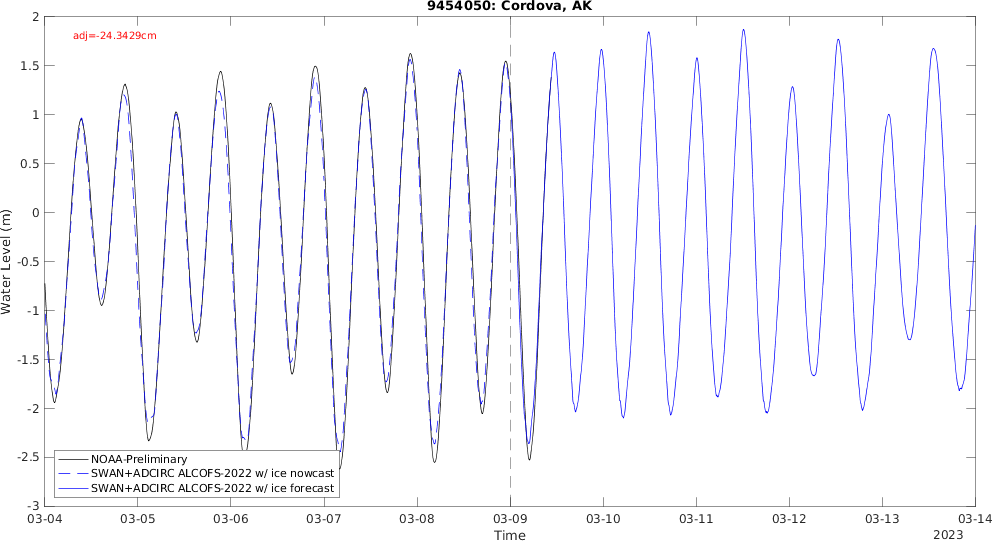 9454050: Cordova, AK
adj=-24.3429cm
2
1.5
1
0.5
0
-0.5
-1
-1.5
-2
-2.5
-3
Water Level (m)
NOAA-Preliminary
SWAN+ADCIRC ALCOFS-2022 w/ ice nowcast
SWAN+ADCIRC ALCOFS-2022 w/ ice forecast
03-04 03-05 03-06 03-07 03-08 03-09 03-10 03-11 03-12 03-13 03-14
Time
2023